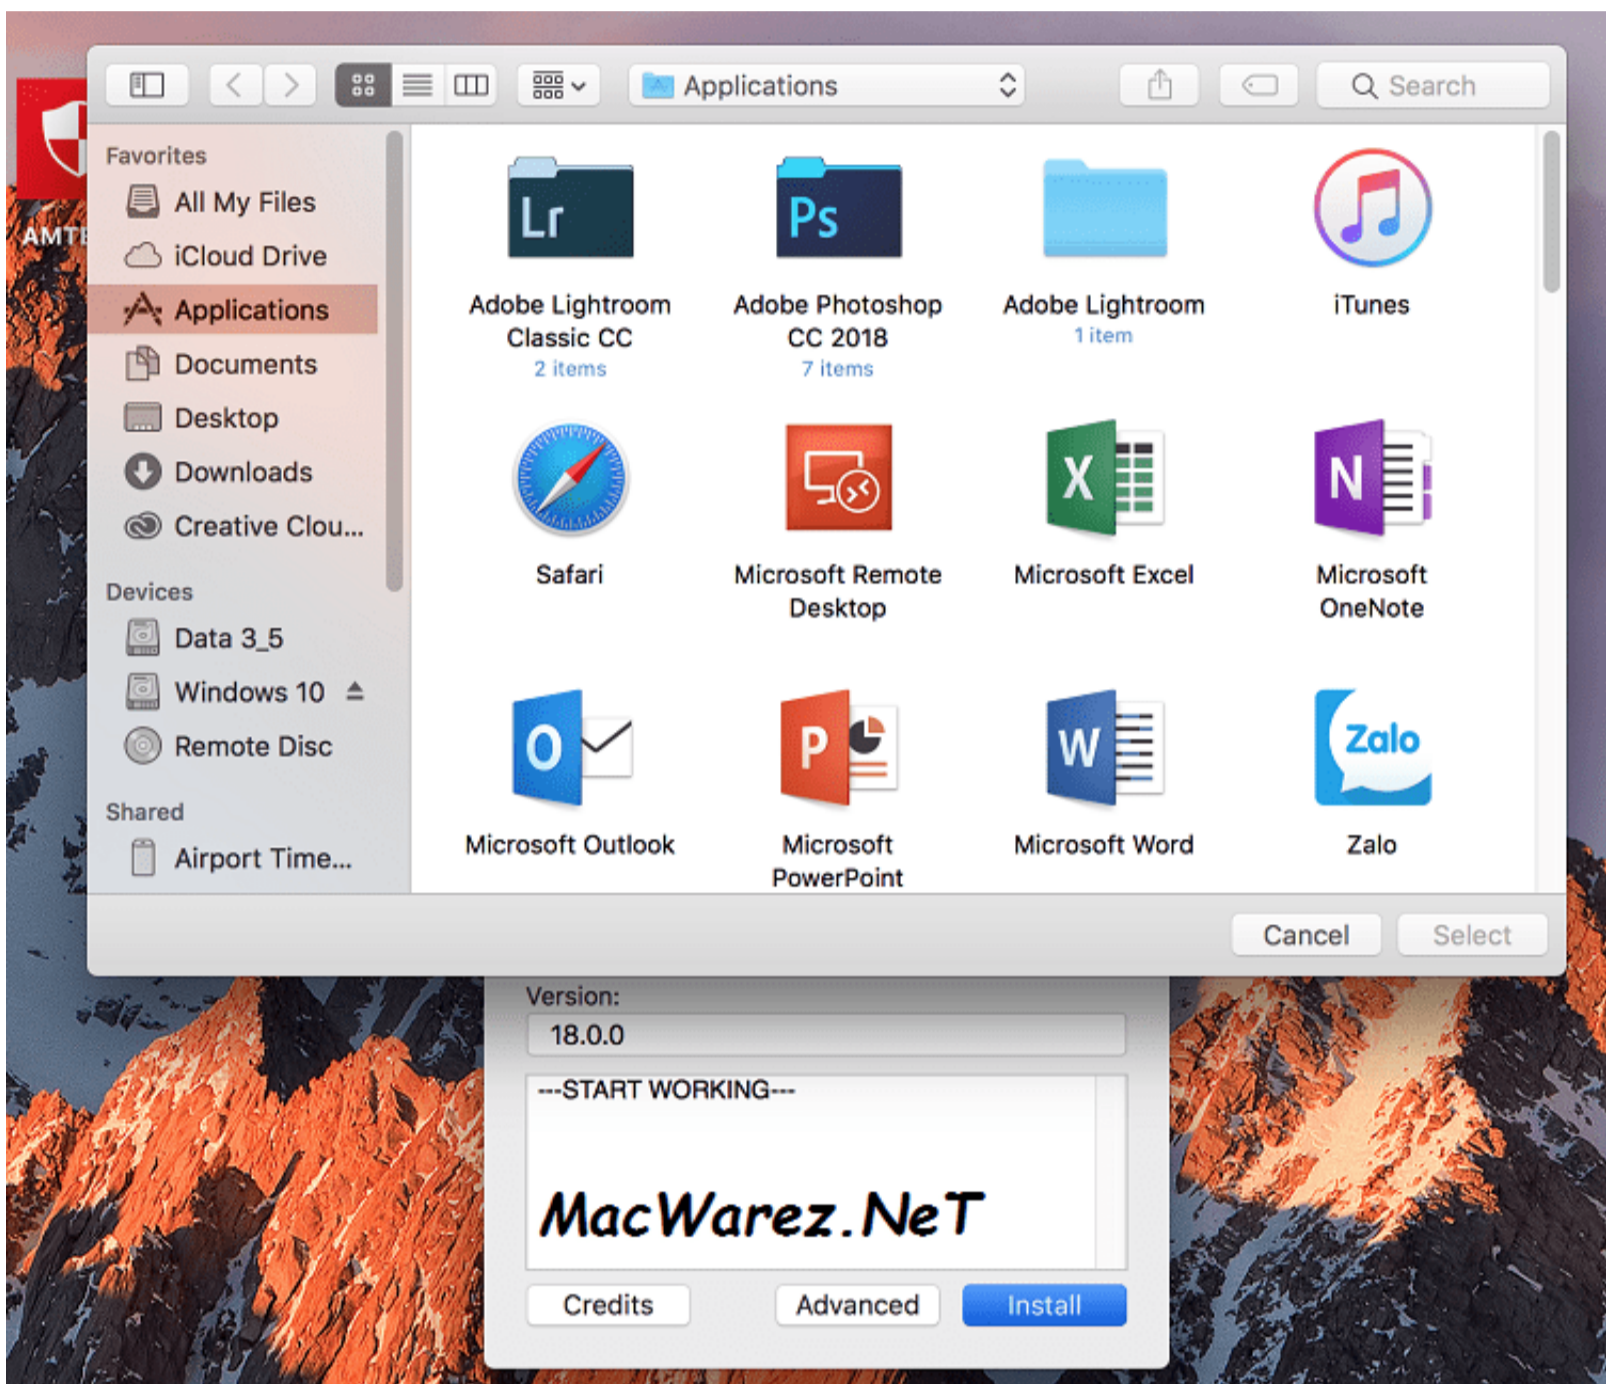 Applications
Search
Favorites
All My Files
iCloud Drive
Applications
Documents
Desktop
Downloads
Creative Clou...
Devices
Data 3_5
Windows 10
Remote Disc
Shared
Airport Time...
Lr
Ps
Adobe Lightroom
Classic CC
2 items
Adobe Photoshop
CC 2018
7 items
Adobe Lightroom
1 item
iTunes
X
N
Safari
Microsoft Remote
Desktop
Microsoft Excel
Microsoft
OneNote
O
P
W
Zalo
Microsoft Outlook
Microsoft
PowerPoint
Microsoft Word
Zalo
Cancel
Select
Version:
18.0.0
---START WORKING---
MacWarez.NeT
Credits
Advanced
Install